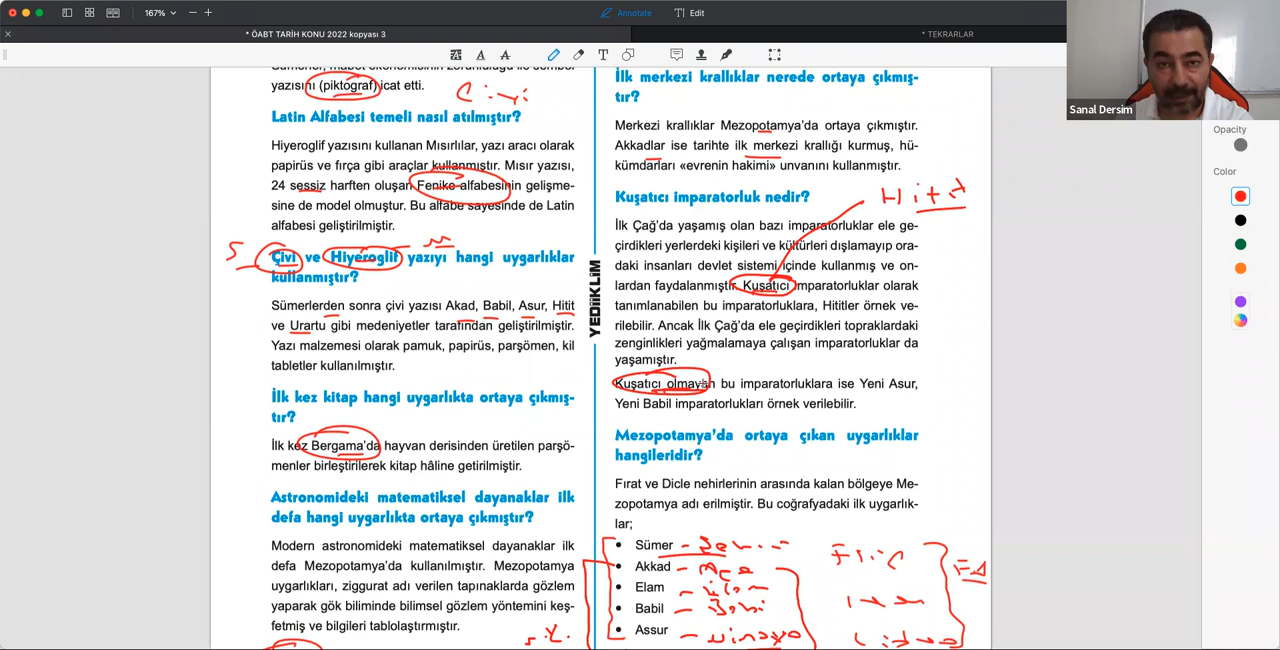 167%
Annotate
Edit
* ÖABT TARİH KONU 2022 kopyası 3
* TEKRARLAR
Sanal Dersim
Opacity
Color
yazısını (piktograf) icat etti.
Çivi
Latin Alfabesi temeli nasıl atılmıştır?
Hiyeroglif yazısını kullanan Mısırlılar, yazı aracı olarak
papirüs ve fırça gibi araçlar kullanmıştır. Mısır yazısı,
24 sessiz harften oluşan Fenike alfabesinin gelişme-
sine de model olmuştur. Bu alfabe sayesinde de Latin
alfabesi geliştirilmiştir.
S
M
Çivi ve Hiyeroglif yazıyı hangi uygarlıklar
kullanmıştır?
Sümerlerden sonra çivi yazısı Akad, Babil, Asur, Hitit
ve Urartu gibi medeniyetler tarafından geliştirilmiştir.
Yazı malzemesi olarak pamuk, papirüs, parşömen, kil
tabletler kullanılmıştır.
İlk kez kitap hangi uygarlıkta ortaya çıkmış-
tır?
İlk kez Bergama'da hayvan derisinden üretilen parşö-
menler birleştirilerek kitap hâline getirilmiştir.
Astronomideki matematiksel dayanaklar ilk
defa hangi uygarlıkta ortaya çıkmıştır?
Modern astronomideki matematiksel dayanaklar ilk
defa Mezopotamya'da kullanılmıştır. Mezopotamya
uygarlıkları, ziggurat adı verilen tapınaklarda gözlem
yaparak gök biliminde bilimsel gözlem yöntemini keş-
fetmiş ve bilgileri tablolaştırmıştır.
YEDİİKLİM
İlk merkezi krallıklar nerede ortaya çıkmış-
tır?
Merkezi krallıklar Mezopotamya'da ortaya çıkmıştır.
Akkadlar ise tarihte ilk merkezi krallığı kurmuş, hü-
kümdarları «evrenin hakimi» unvanını kullanmıştır.
Kuşatıcı imparatorluk nedir?
Hitit
İlk Çağ'da yaşamış olan bazı imparatorluklar ele ge-
çirdikleri yerlerdeki kişileri ve kültürleri dışlamayıp ora-
daki insanları devlet sistemi içinde kullanmış ve on-
lardan faydalanmıştır. Kuşatıcı imparatorluklar olarak
tanımlanabilen bu imparatorluklara, Hititler örnek ve-
rilebilir. Ancak İlk Çağ'da ele geçirdikleri topraklardaki
zenginlikleri yağmalamaya çalışan imparatorluklar da
yaşamıştır.
Kuşatıcı olmayan bu imparatorluklara ise Yeni Asur,
Yeni Babil imparatorlukları örnek verilebilir.
Mezopotamya'da ortaya çıkan uygarlıklar
hangileridir?
Fırat ve Dicle nehirlerinin arasında kalan bölgeye Me-
zopotamya adı erilmiştir. Bu coğrafyadaki ilk uygarlık-
lar;
• Sümer
• Akkad
• Elam
• Babil
• Assur